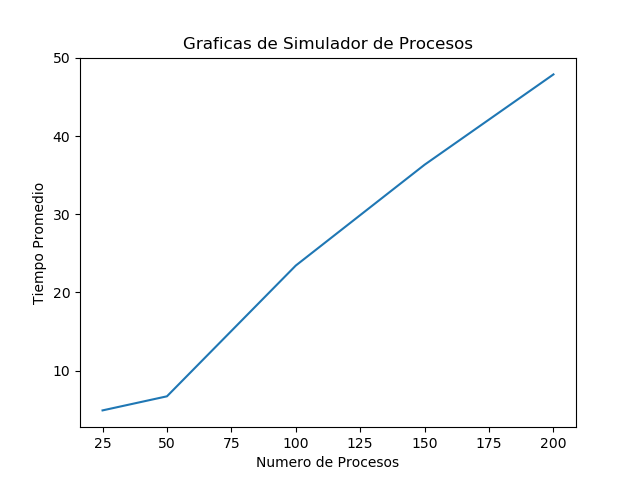 Graficas de Simulador de Procesos
50
40
30
20
10
Tiempo Promedio
25 50 75 100 125 150 175 200
Numero de Procesos